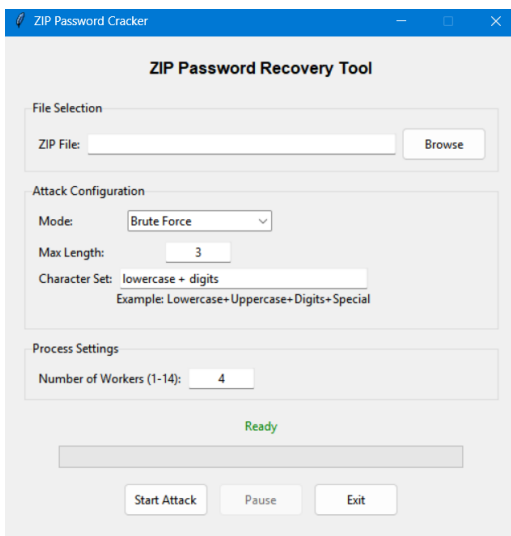 ZIP Password Cracker
ZIP Password Recovery Tool
File Selection
ZIP File:
Browse
Attack Configuration
Mode:
Brute Force
Max Length:
3
Character Set:
lowercase + digits
Example: Lowercase+Uppercase+Digits+Special
Process Settings
Number of Workers (1-14):
4
Ready
Start Attack
Pause
Exit